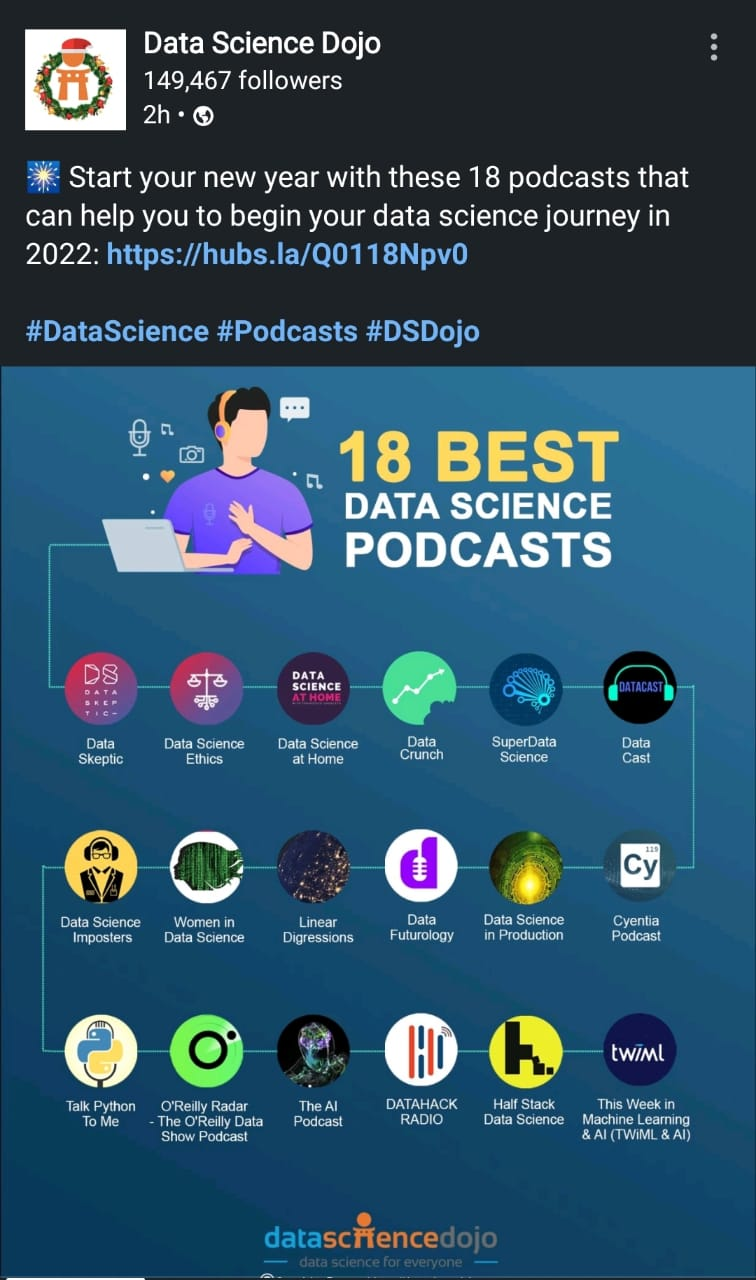 Data Science Dojo
149,467 followers
2h •
Start your new year with these 18 podcasts that
can help you to begin your data science journey in
2022: https://hubs.la/Q0118Npv0
#DataScience #Podcasts #DSDojo
18 BEST
DATA SCIENCE
PODCASTS
DS
DATA
SKEP
TIC
DATA
SCIENCE
AT HOME
DATACAST
Data
Skeptic
Data Science
Ethics
Data Science
at Home
Data
Crunch
SuperData
Science
Data
Cast
119
Cy
Data Science
Imposters
Women in
Data Science
Linear
Digressions
Data
Futurology
Data Science
in Production
Cyentia
Podcast
h.
twiml
Talk Python
To Me
O'Reilly Radar
- The O'Reilly Data
Show Podcast
The AI
Podcast
DATAHACK
RADIO
Half Stack
Data Science
This Week in
Machine Learning
& AI (TWiML & AI)
datasciencedojo
data science for everyone